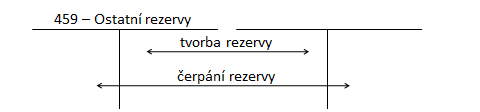 459 – Ostatní rezervy
tvorba rezervy
čerpání rezervy